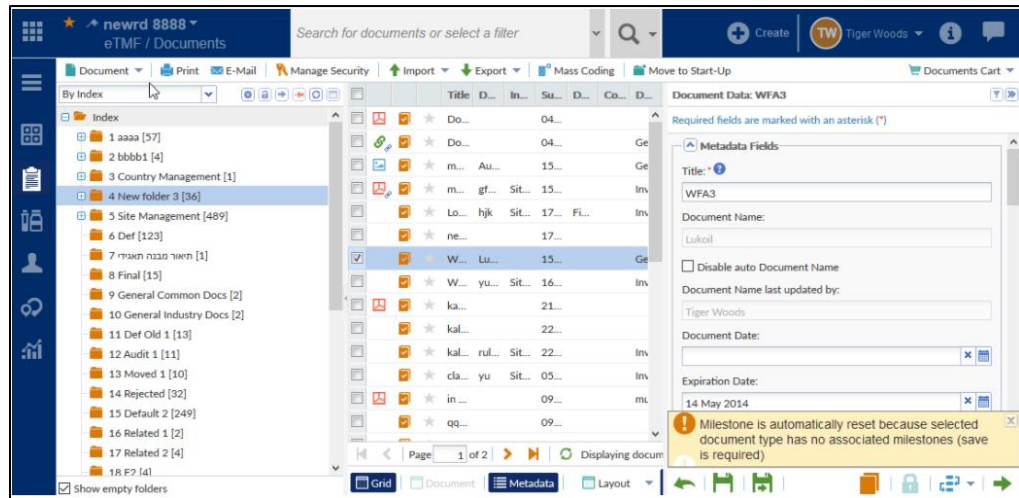 newrd 8888
eTMF / Documents
Search for documents or select a filter
Create
TW
Tiger Woods
Document
Print
E-Mail
Manage Security
Import
Export
Mass Coding
Move to Start-Up
Documents Cart
By Index
Index
1 aaaa [57]
2 bbbb1 [4]
3 Country Management [1]
4 New folder 3 [36]
5 Site Management [489]
6 Def [123]
7 תיאור מבנה תאגידי [1]
8 Final [15]
9 General Common Docs [2]
10 General Industry Docs [2]
11 Def Old 1 [13]
12 Audit 1 [11]
13 Moved 1 [10]
14 Rejected [32]
15 Default 2 [249]
16 Related 1 [2]
17 Related 2 [4]
18 F2 [4]
Show empty folders
Title D... In... Su... D... Co... D...
Do... 04...
Do... 04... Ge
m... Au... 15... Ge
m... gf... Sit... 15... Inv
Lo... hjk Sit... 17... Fi... Inv
ne... 17...
W... Lu... 15... Ge
W... yu... Sit... 16... Inv
ka... 21...
kal... 22...
kal... rul... Sit... 22... Inv
cla... yu Sit... 05... Inv
in ... 09... mu
qq... 09...
Page 1 of 2
Displaying docum
Grid
Document
Metadata
Layout
Document Data: WFA3
Required fields are marked with an asterisk (*)
Metadata Fields
Title: *
WFA3
Document Name:
Lukoil
Disable auto Document Name
Document Name last updated by:
Tiger Woods
Document Date:
Expiration Date:
14 May 2014
Milestone is automatically reset because selected
document type has no associated milestones (save
is required)